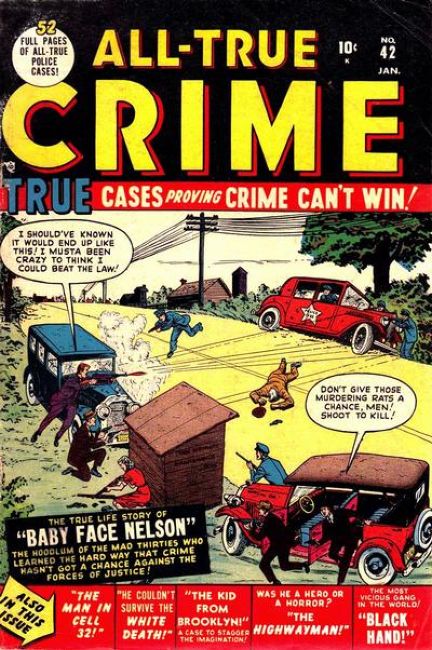 52
FULL PAGES
OF ALL-TRUE
POLICE
CASES!
ALL-TRUE
CRIME
10¢
K
NO.
42
JAN.
TRUE CASES PROVING CRIME CAN'T WIN!
I SHOULD'VE KNOWN
IT WOULD END UP LIKE
THIS! I MUSTA BEEN
CRAZY TO THINK I
COULD BEAT THE LAW!
DON'T GIVE THOSE
MURDERING RATS A
CHANCE, MEN!
SHOOT TO KILL!
THE TRUE LIFE STORY OF
"BABY FACE NELSON"
THE HOODLUM OF THE MAD THIRTIES WHO
LEARNED THE HARD WAY THAT CRIME
HASN'T GOT A CHANCE AGAINST THE
FORCES OF JUSTICE!
ALSO
IN THIS
ISSUE
"THE
MAN IN
CELL
32!"
"HE COULDN'T
SURVIVE THE
WHITE
DEATH!"
"THE KID
FROM
BROOKLYN!"
A CASE TO STAGGER
THE IMAGINATION!
WAS HE A HERO OR
A HORROR?
"THE
HIGHWAYMAN!"
THE MOST
VICIOUS GANG
IN THE WORLD!
"BLACK
HAND!"